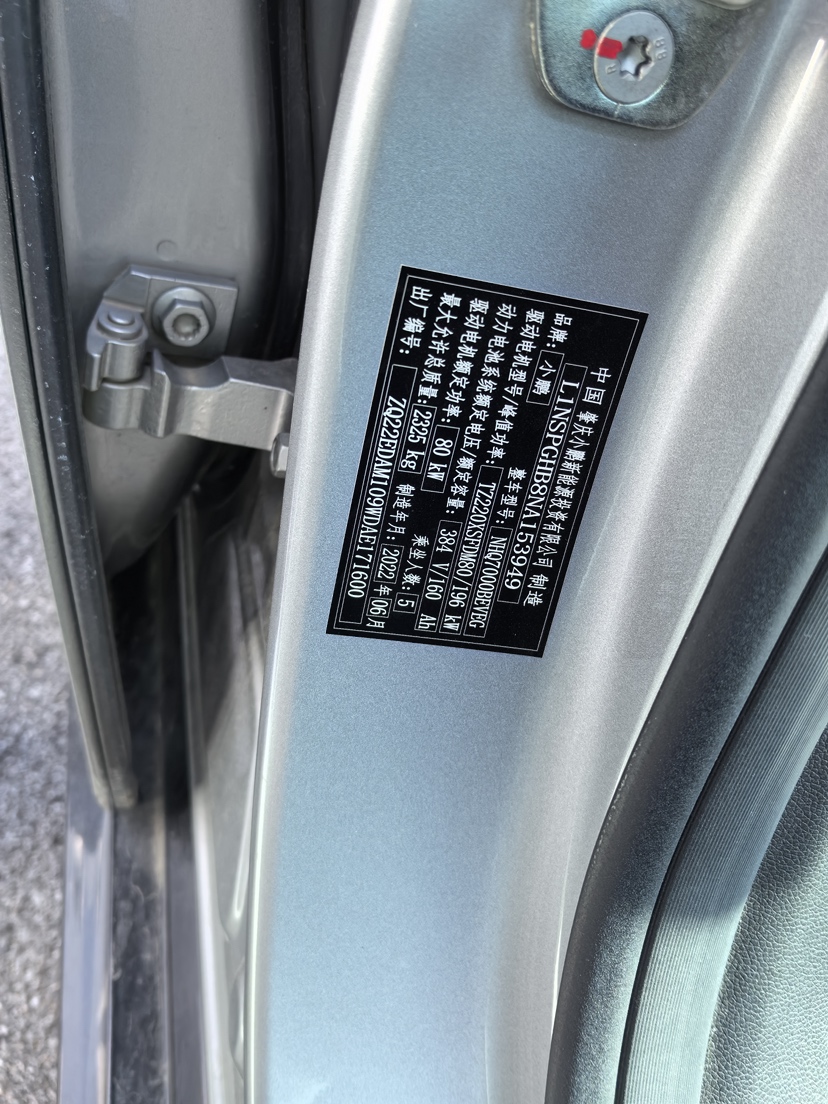 中国 肇庆小鹏新能源投资有限公司 制造
L1NSPGHB8NA153949
品牌: 小鹏 整车型号: NHQ7000BEVEG
驱动电机型号/峰值功率: TZ220XSFDM80/196 kW
动力电池系统额定电压/额定容量: 384 V/160 Ah
驱动电机额定功率: 80 kW 乘坐人数: 5
最大允许总质量: 2325 kg 制造年月: 2022 年 06 月
出厂编号: ZQ22FDAM109WDAE171600